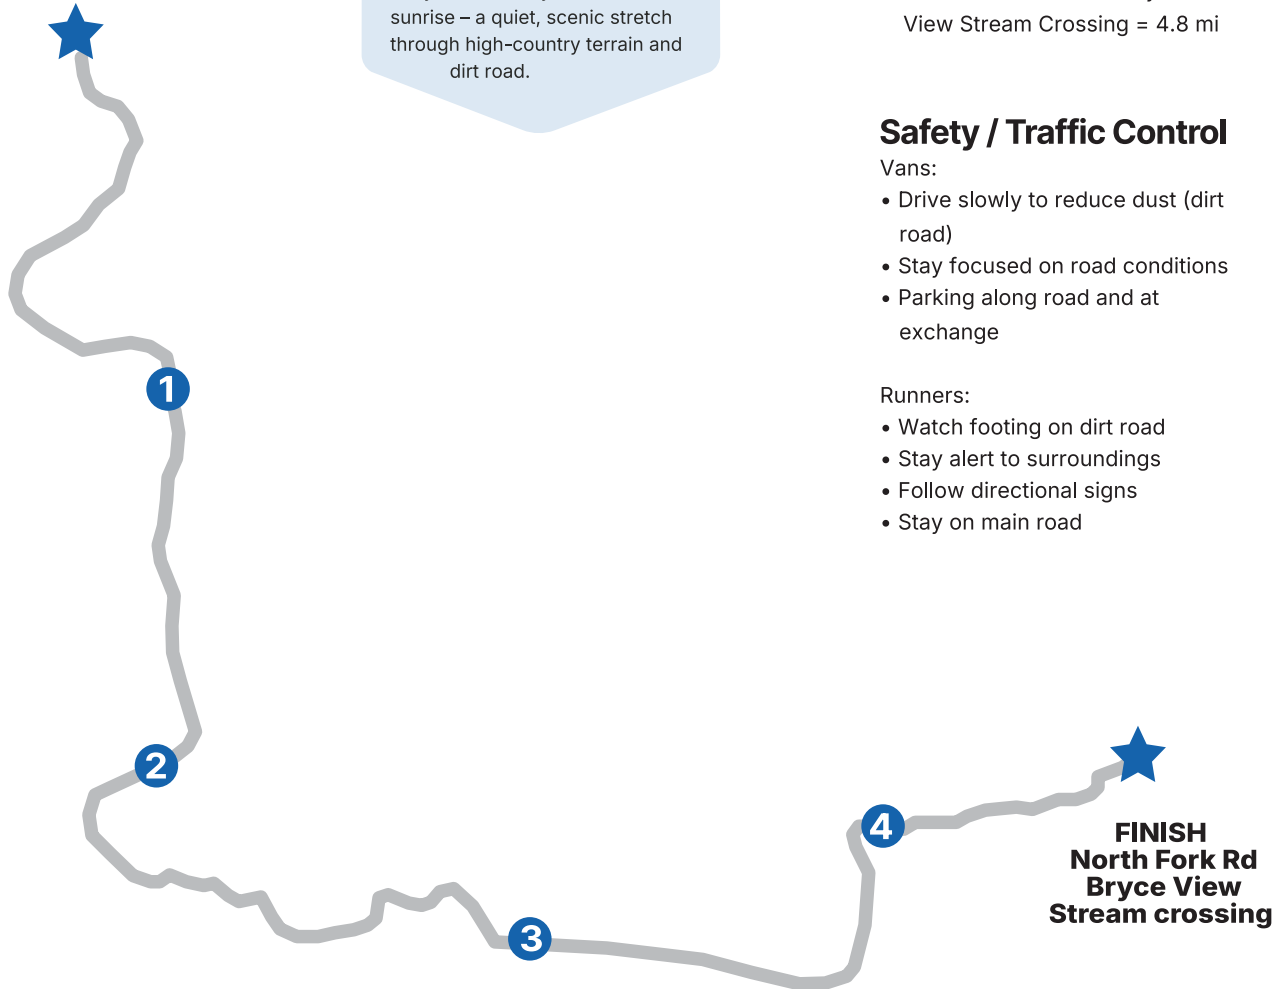 sunrise – a quiet, scenic stretch
through high-country terrain and
dirt road.
View Stream Crossing = 4.8 mi
Safety / Traffic Control
Vans:
• Drive slowly to reduce dust (dirt
road)
• Stay focused on road conditions
• Parking along road and at
exchange
Runners:
• Watch footing on dirt road
• Stay alert to surroundings
• Follow directional signs
• Stay on main road
1
2
3
4
FINISH
North Fork Rd
Bryce View
Stream crossing